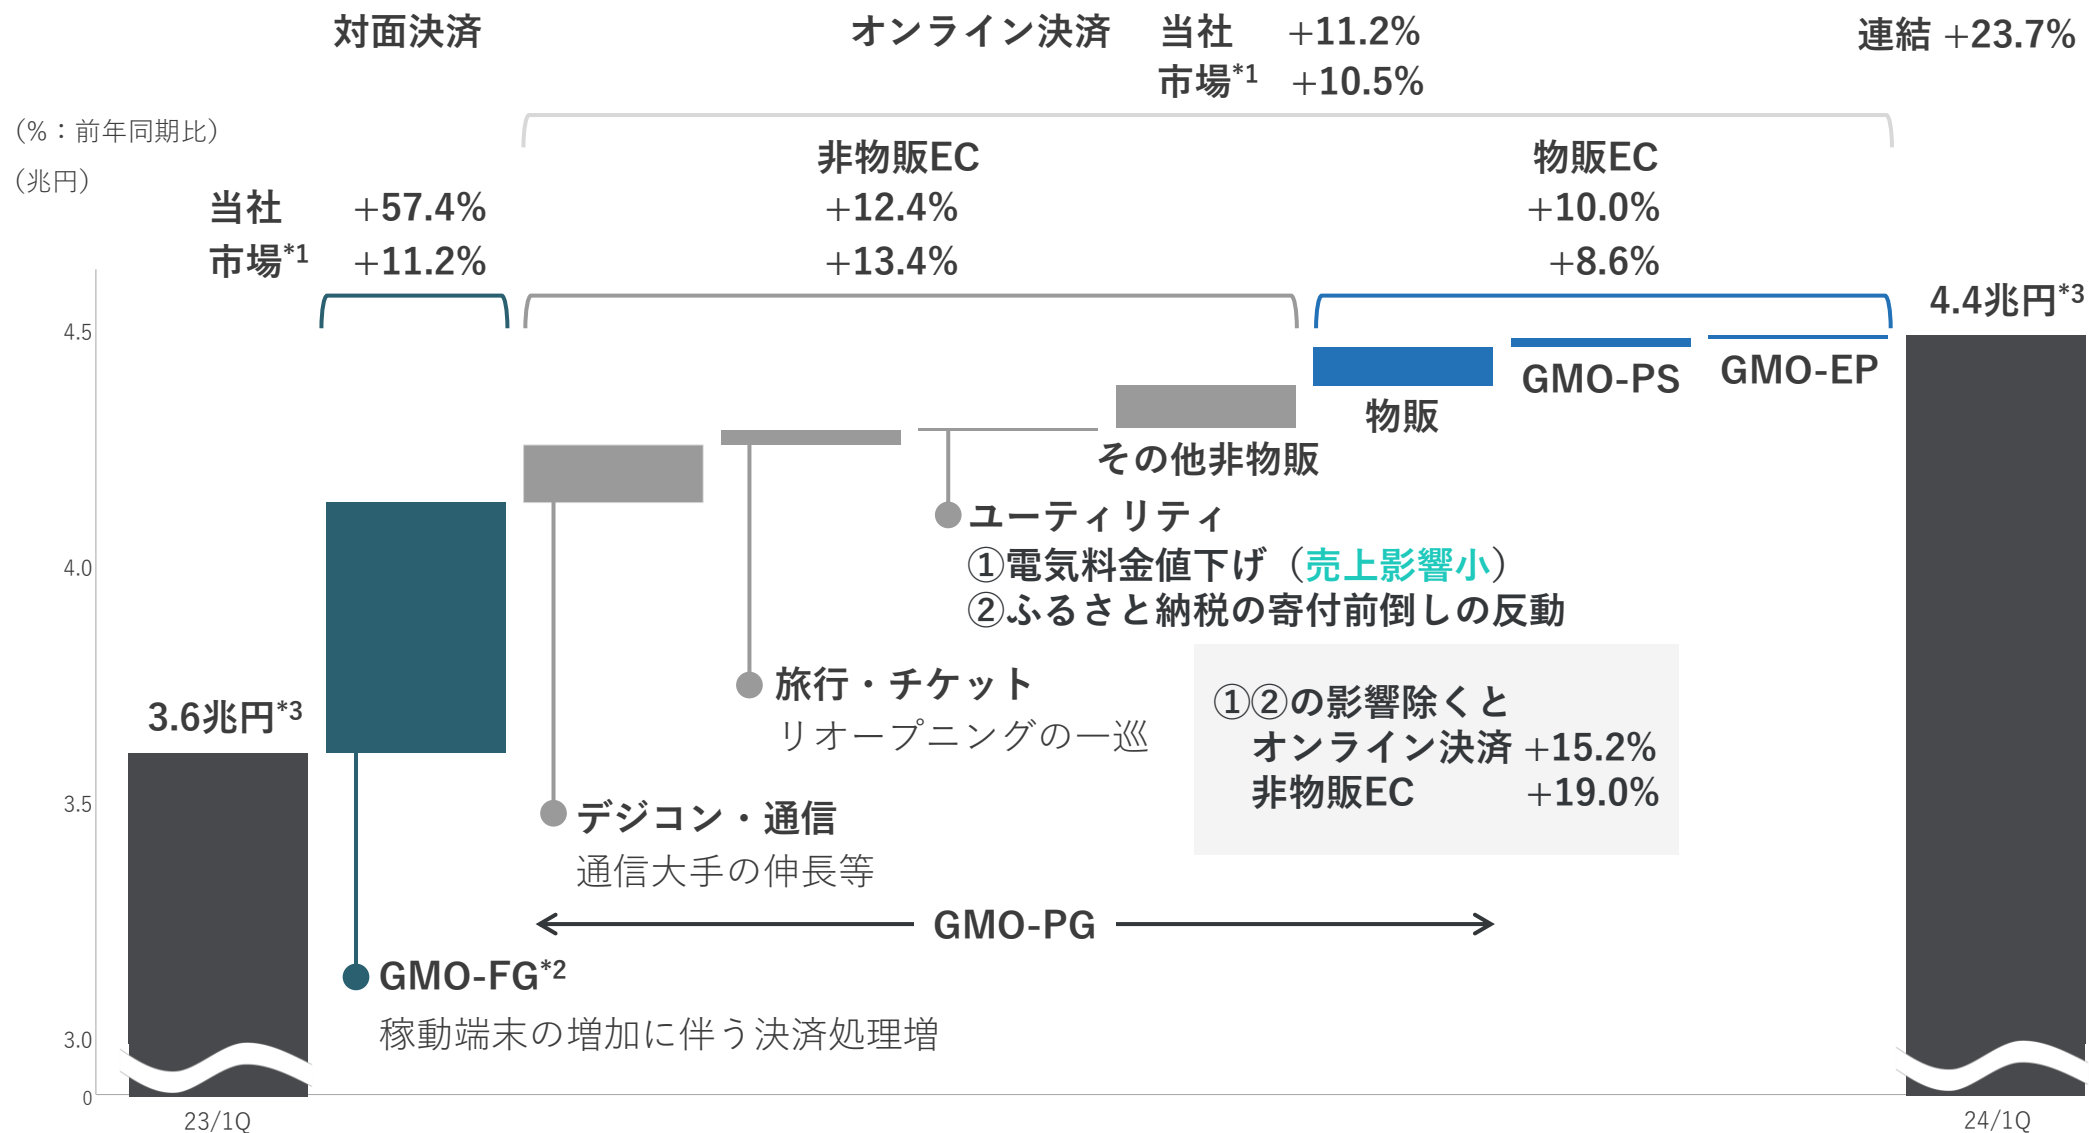 対面決済
オンライン決済 当社 +11.2%
市場*1 +10.5%
連結 +23.7%
(%：前年同期比)
(兆円)
非物販EC
物販EC
当社 +57.4% +12.4% +10.0%
市場*1 +11.2% +13.4% +8.6%
4.4兆円*3
4.5
4.0
3.5
3.0
0
GMO-PS
GMO-EP
物販
その他非物販
ユーティリティ
①電気料金値下げ（売上影響小）
②ふるさと納税の寄付前倒しの反動
旅行・チケット
リオープニングの一巡
①②の影響除くと
オンライン決済 +15.2%
非物販EC +19.0%
3.6兆円*3
デジコン・通信
通信大手の伸長等
GMO-PG
GMO-FG*2
稼動端末の増加に伴う決済処理増
23/1Q
24/1Q